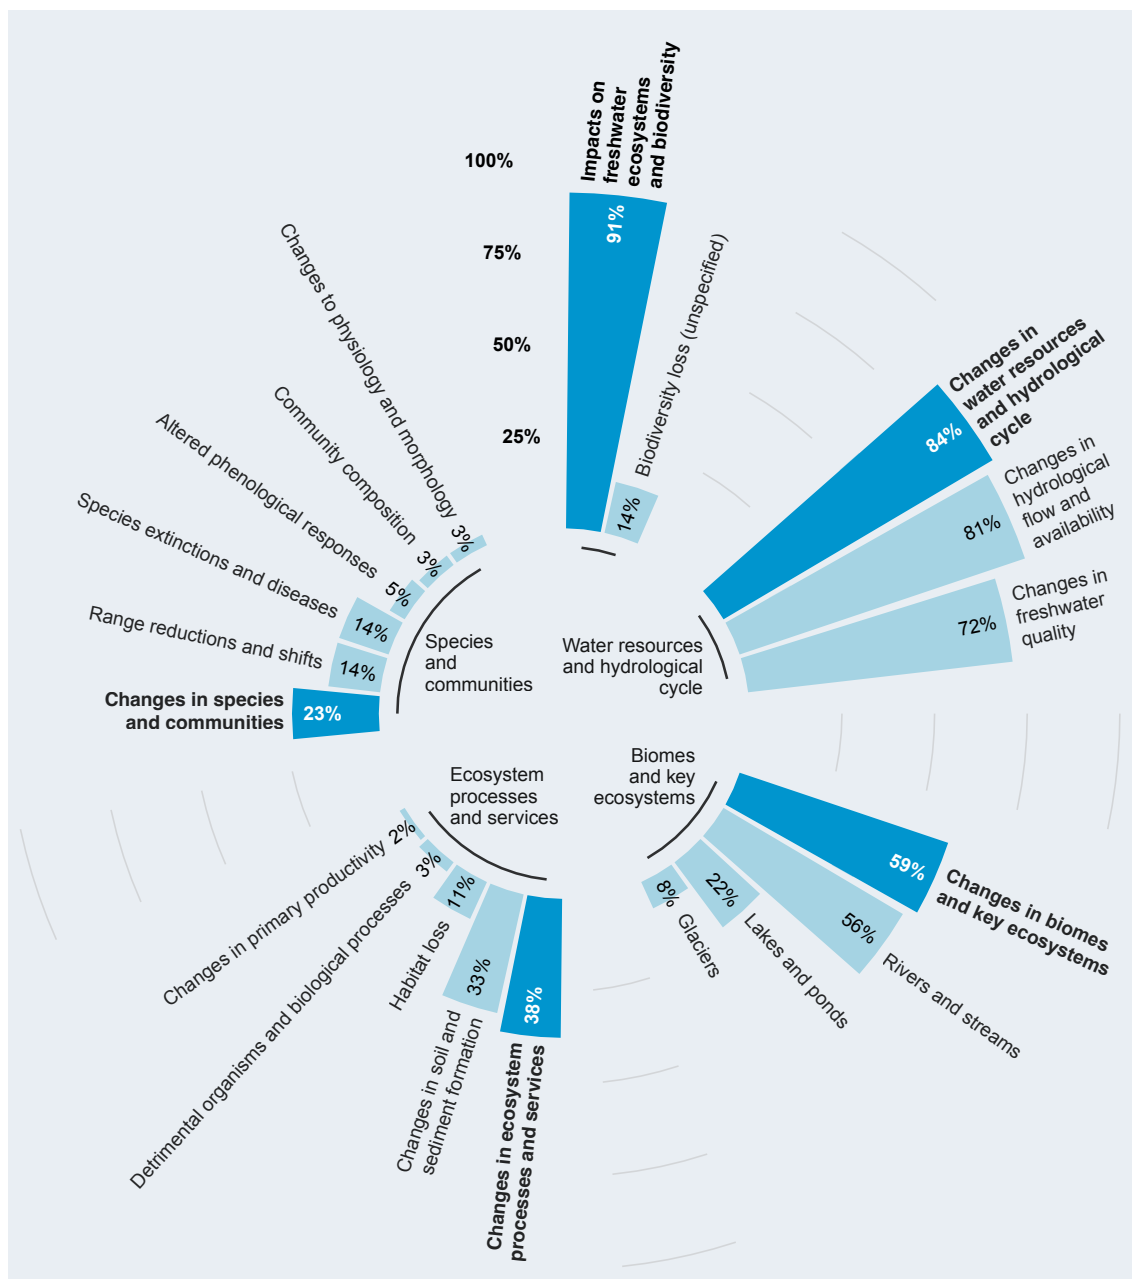 Impacts on
freshwater
ecosystems
and biodiversity
91%
Biodiversity loss (unspecified)
14%
100%
75%
50%
25%
Changes in
water resources
and hydrological
cycle
84%
Changes in
hydrological
flow and
availability
81%
Changes in
freshwater
quality
72%
Water resources
and hydrological
cycle
Biomes
and key
ecosystems
59%
Changes in biomes
and key ecosystems
56%
Rivers and streams
22%
Lakes and ponds
8%
Glaciers
Ecosystem
processes
and services
38%
Changes in ecosystem
processes and services
33%
Changes in soil and
sediment formation
11%
Habitat loss
3%
Detrimental organisms and biological processes
2%
Changes in primary productivity
Species
and
communities
23%
Changes in species
and communities
14%
Range reductions and shifts
14%
Species extinctions and diseases
5%
Altered phenological responses
3%
Community composition
3%
Changes to physiology and morphology